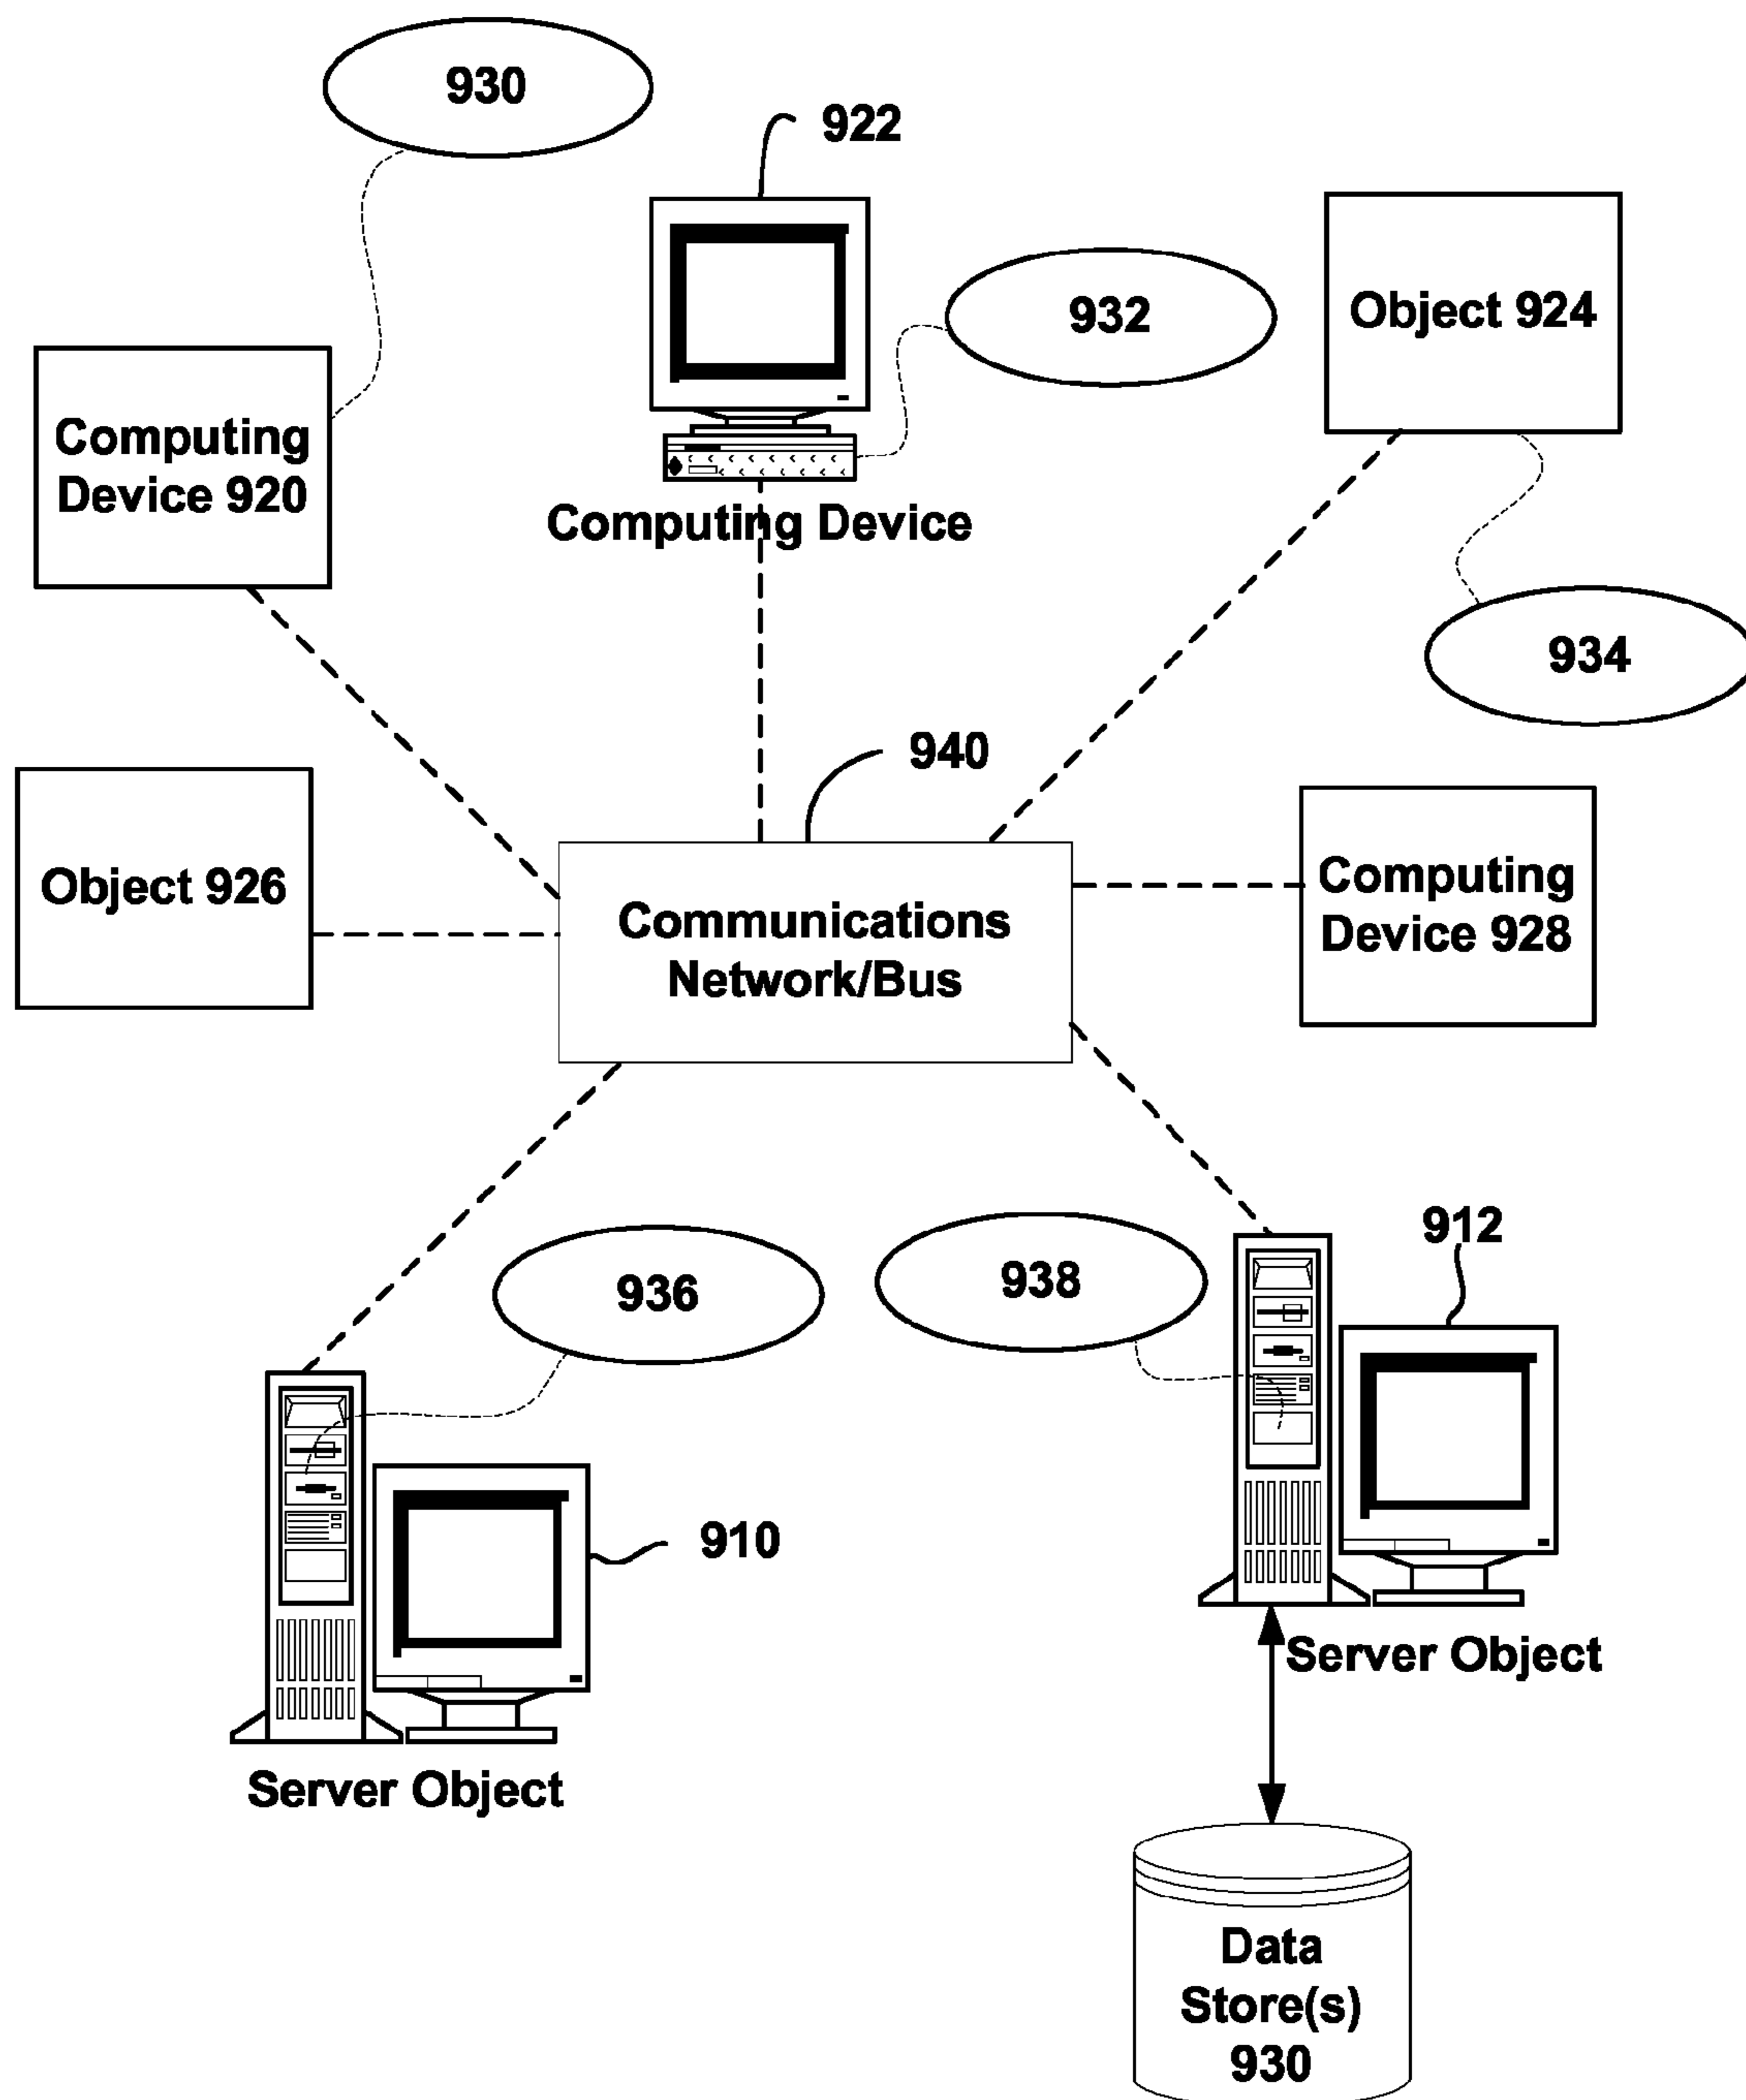 930
922
932
Object 924
Computing
Device 920
Computing Device
934
940
Object 926
Computing
Device 928
Communications
Network/Bus
936
938
912
910
Server Object
Server Object
Data
Store(s)
930